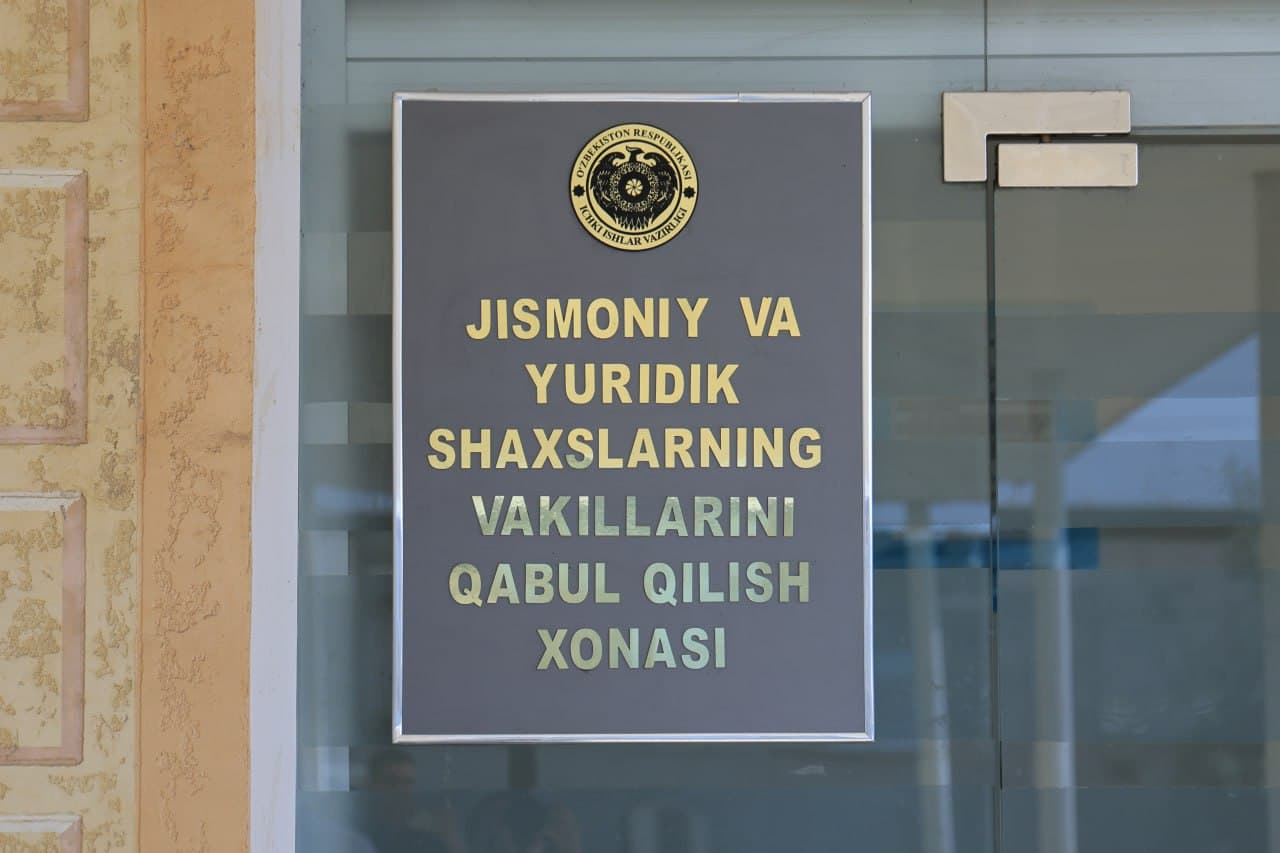 O'ZBEKISTON RESPUBLIKASI
ICHKI ISHLAR VAZIRLIGI
JISMONIY VA
YURIDIK
SHAXSLARNING
VAKILLARINI
QABUL QILISH
XONASI